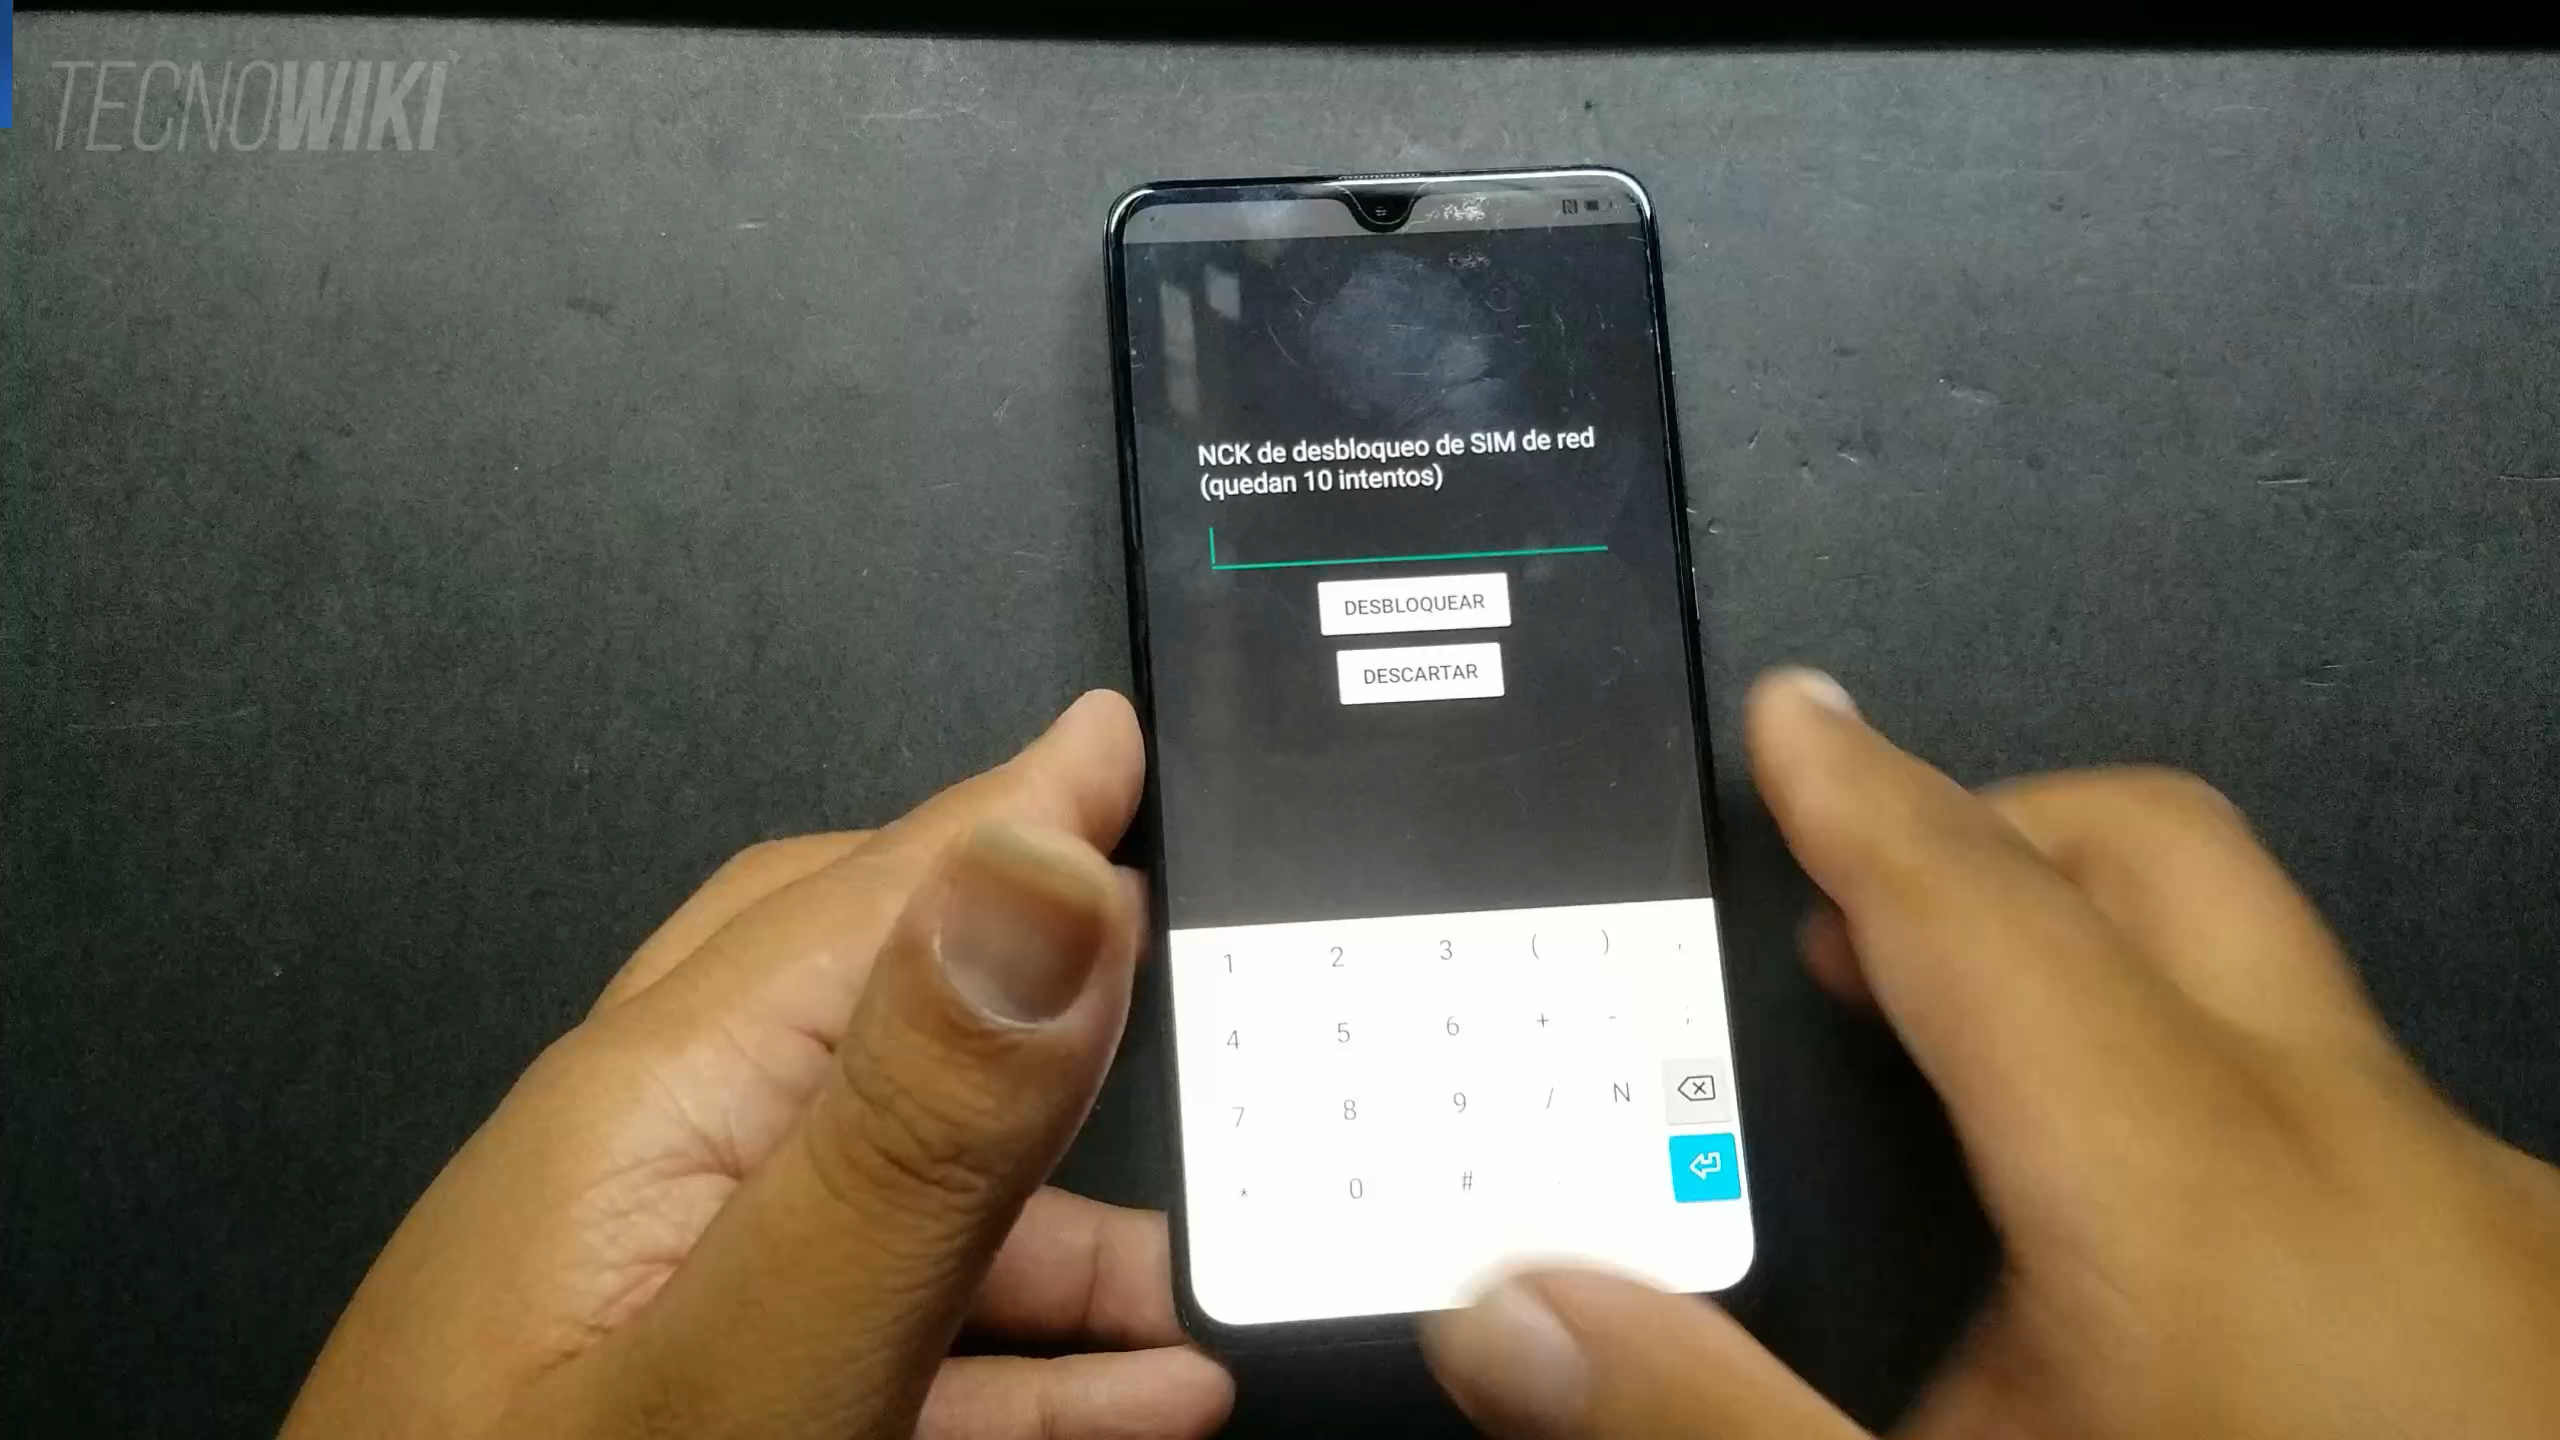 TECNOWIKI
NCK de desbloqueo de SIM de red
(quedan 10 intentos)
DESBLOQUEAR
DESCARTAR
1 2 3 ( ) ,
4 5 6 + - ;
7 8 9 / N
* 0 # .